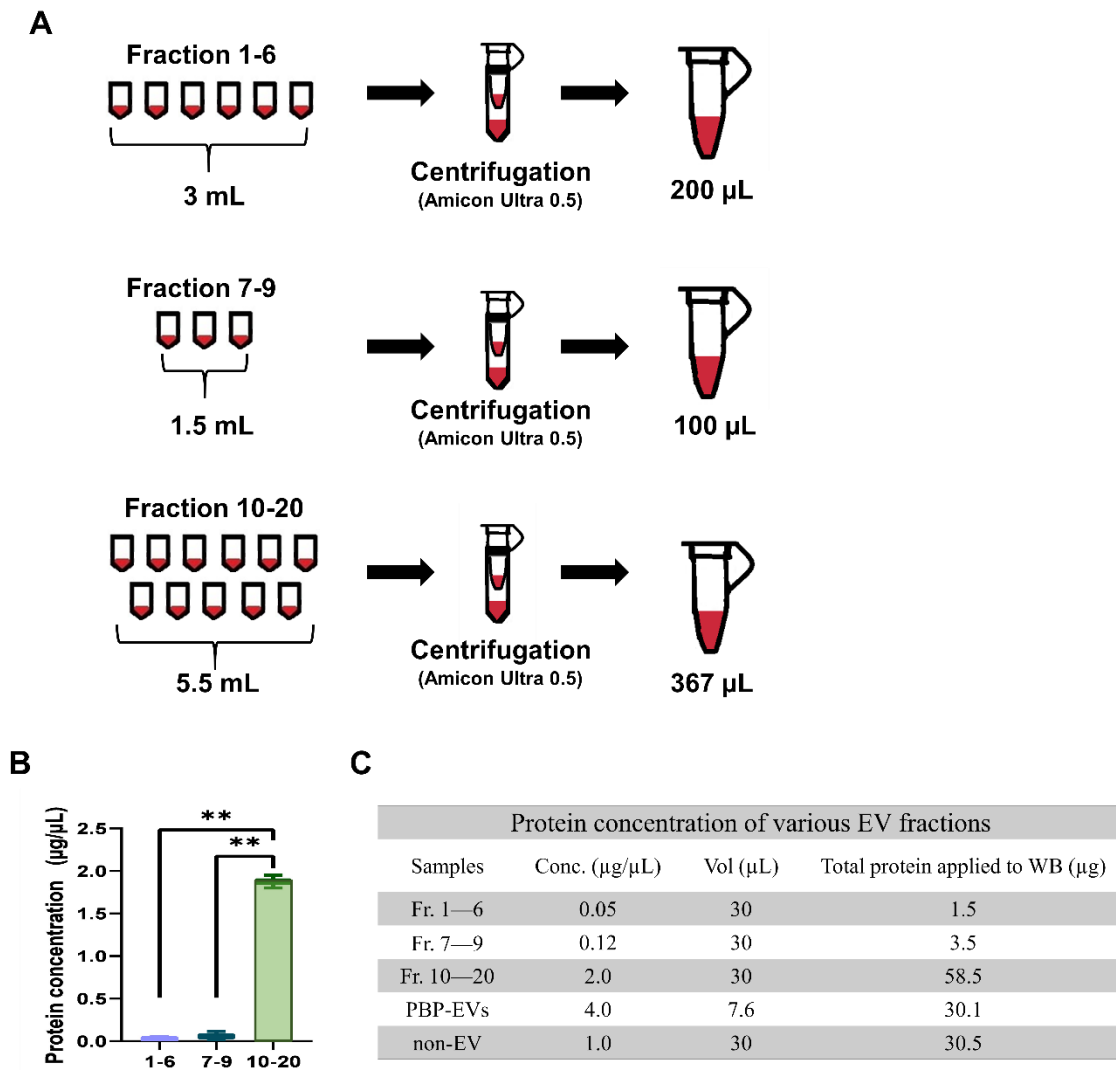 A
Fraction 1-6
3 mL
Centrifugation
(Amicon Ultra 0.5)
200 µL
Fraction 7-9
1.5 mL
Centrifugation
(Amicon Ultra 0.5)
100 µL
Fraction 10-20
5.5 mL
Centrifugation
(Amicon Ultra 0.5)
367 µL
B
Protein concentration (µg/µL)
2.5
2.0
1.5
1.0
0.5
0.0
**
**
1-6 7-9 10-20
C
Protein concentration of various EV fractions
Samples Conc. (µg/µL) Vol (µL) Total protein applied to WB (µg)
Fr. 1—6 0.05 30 1.5
Fr. 7—9 0.12 30 3.5
Fr. 10—20 2.0 30 58.5
PBP-EVs 4.0 7.6 30.1
non-EV 1.0 30 30.5